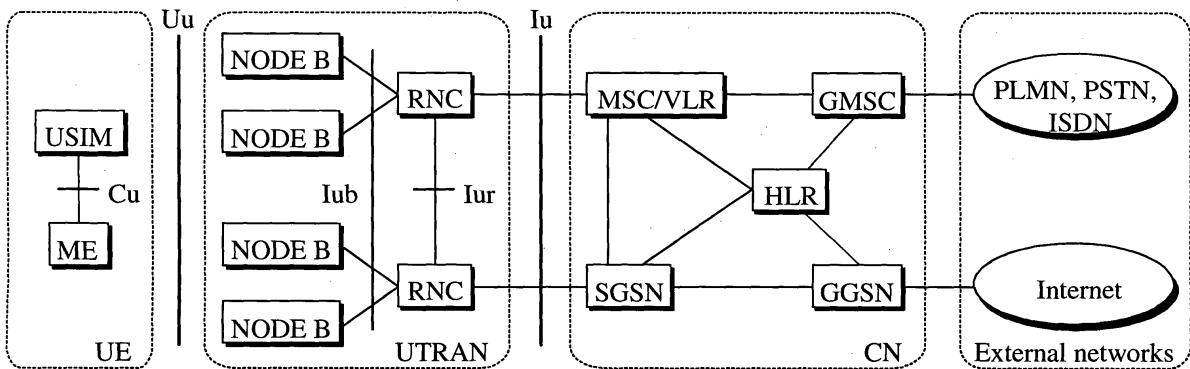 Uu
Iu
NODE B
NODE B
RNC
MSC/VLR
GMSC
PLMN, PSTN,
ISDN
USIM
Cu
ME
Iub
Iur
HLR
NODE B
NODE B
RNC
SGSN
GGSN
Internet
UE
UTRAN
CN
External networks